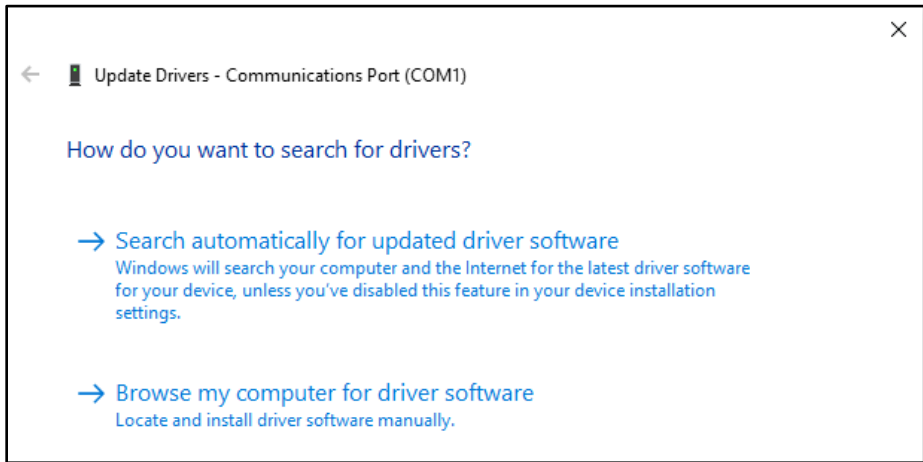 Update Drivers - Communications Port (COM1)
How do you want to search for drivers?
Search automatically for updated driver software
Windows will search your computer and the Internet for the latest driver software
for your device, unless you've disabled this feature in your device installation
settings.
Browse my computer for driver software
Locate and install driver software manually.